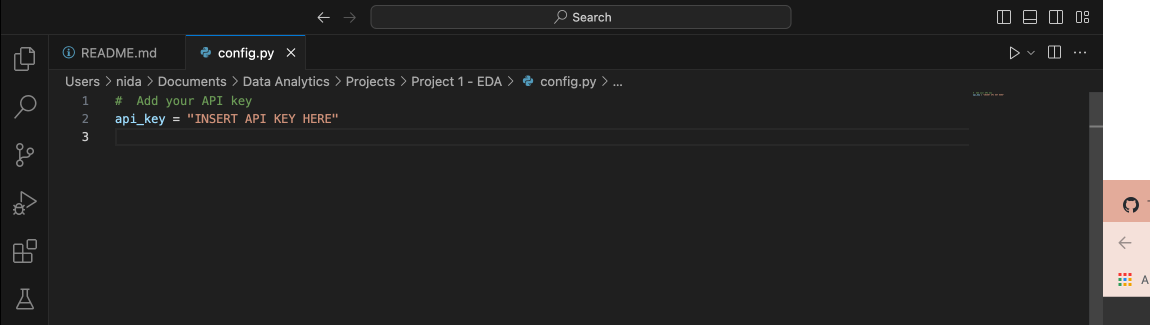 Search
README.md
config.py
Users > nida > Documents > Data Analytics > Projects > Project 1 - EDA > config.py > ...
1 #  Add your API key
2 api_key = "INSERT API KEY HERE"
3
A